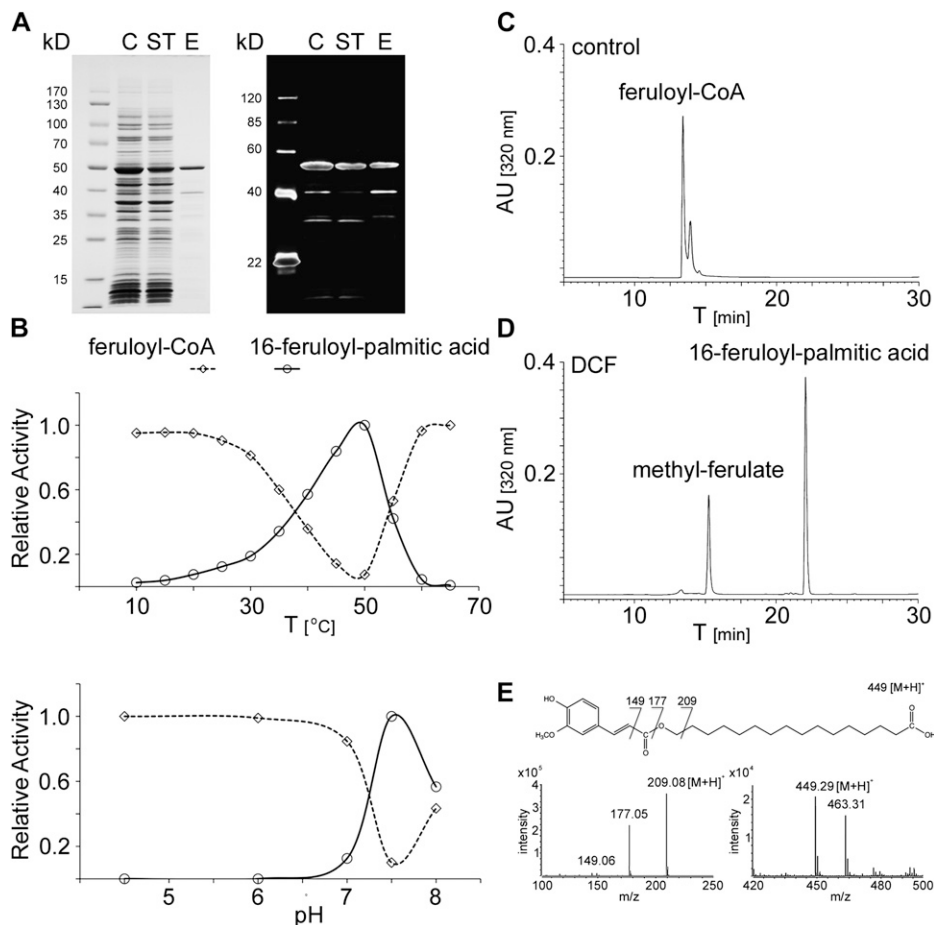 A
kD C ST E
170
130
100
70
50
40
35
25
15
kD C ST E
120
85
60
40
22
B
feruloyl-CoA 16-feruloyl-palmitic acid
Relative Activity
1.0
0.6
0.2
10 30 50 70
T [°C]
Relative Activity
1.0
0.6
0.2
5 6 7 8
pH
C
control
feruloyl-CoA
AU [320 nm]
0.4
0.2
10 20 30
T [min]
D
DCF
16-feruloyl-palmitic acid
methyl-ferulate
AU [320 nm]
0.4
0.2
10 20 30
T [min]
E
449 [M+H]+
HO
H3CO
149 177 209
O
O
O
OH
x10^5
intensity
4
3
2
1
0
209.08 [M+H]+
177.05
149.06
100 150 200 250
m/z
x10^4
intensity
2
1
0
449.29 [M+H]+
463.31
420 450 480 500
m/z